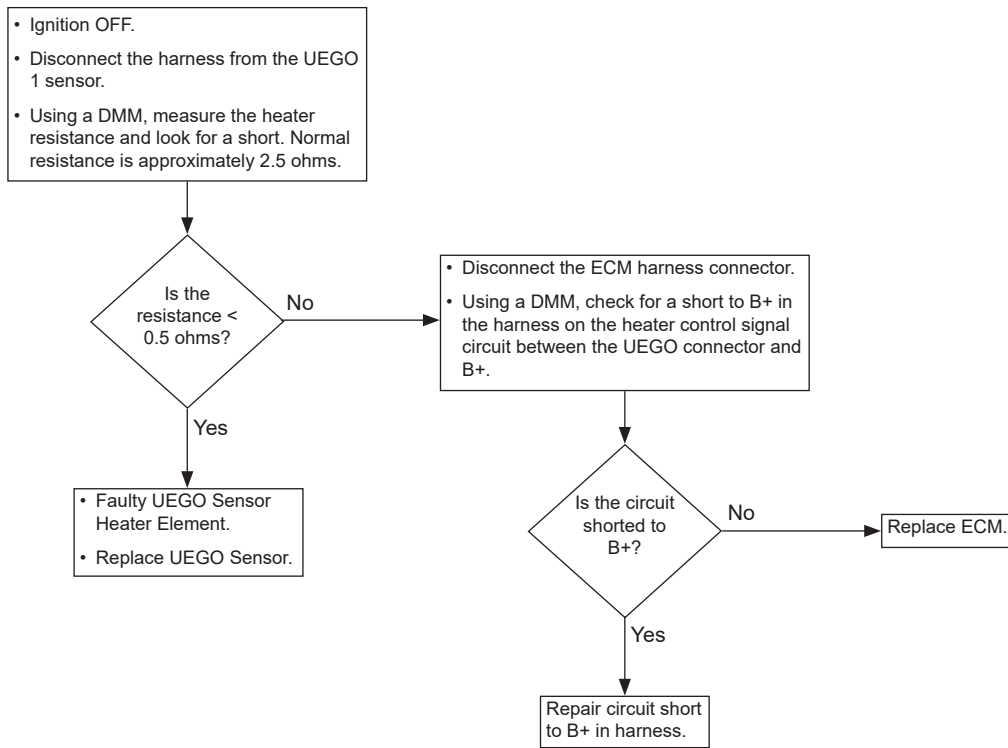 • Ignition OFF.
• Disconnect the harness from the UEGO
1 sensor.
• Using a DMM, measure the heater
resistance and look for a short. Normal
resistance is approximately 2.5 ohms.
Is the
resistance <
0.5 ohms?
No
Yes
• Faulty UEGO Sensor
Heater Element.
• Replace UEGO Sensor.
• Disconnect the ECM harness connector.
• Using a DMM, check for a short to B+ in
the harness on the heater control signal
circuit between the UEGO connector and
B+.
Is the circuit
shorted to
B+?
No
Replace ECM.
Yes
Repair circuit short
to B+ in harness.